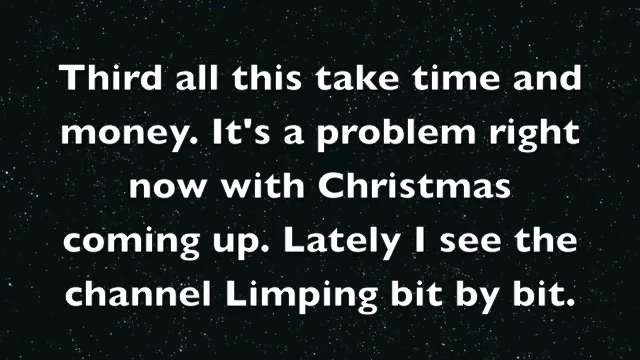 Third all this take time and
money. It's a problem right
now with Christmas
coming up. Lately I see the
channel Limping bit by bit.